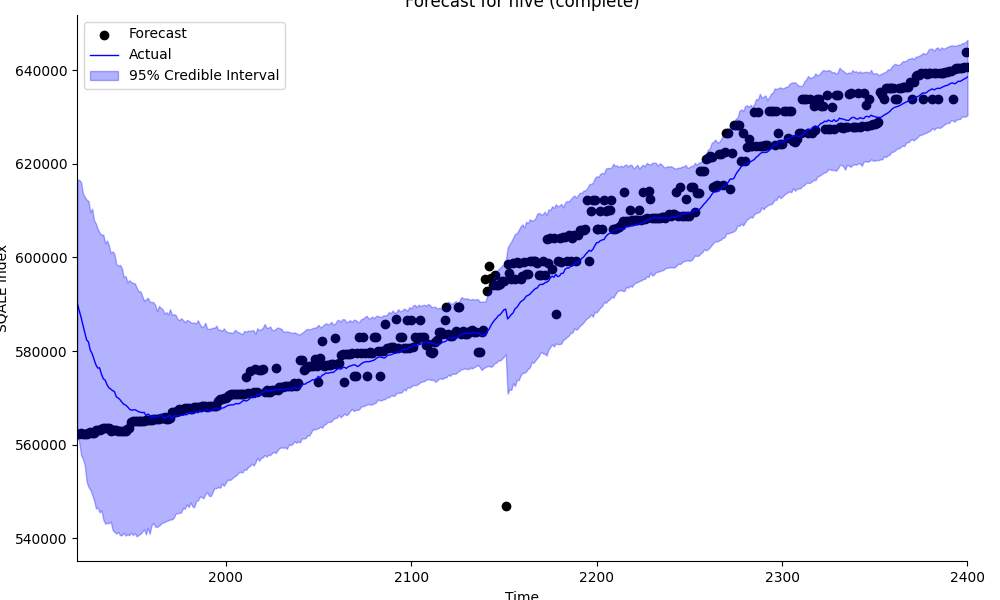 Forecast for hive (complete)
Forecast
Actual
95% Credible Interval
SQALE Index
640000
620000
600000
580000
560000
540000
2000
2100
2200
2300
2400
Time